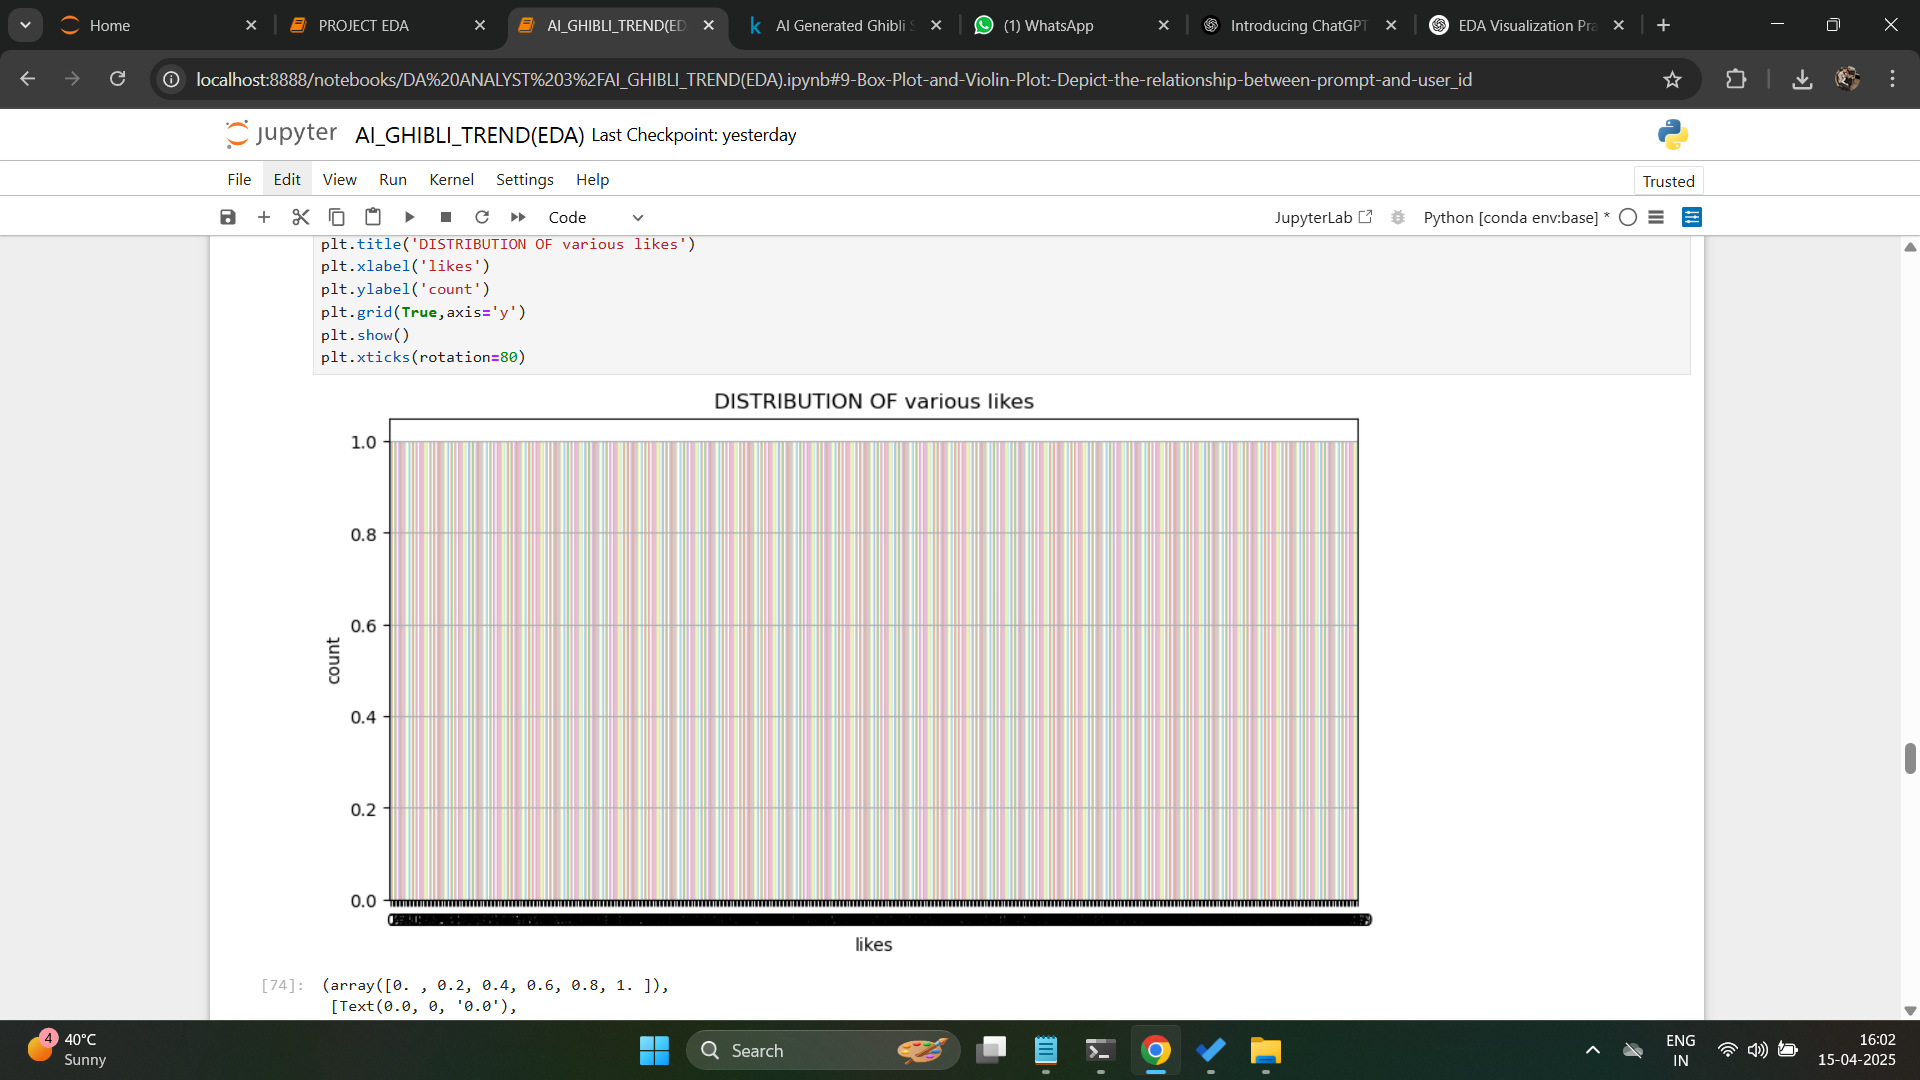 Home
PROJECT EDA
AI_GHIBLI_TREND(ED
AI Generated Ghibli S
(1) WhatsApp
Introducing ChatGPT
EDA Visualization Pra
localhost:8888/notebooks/DA%20ANALYST%203%2FAI_GHIBLI_TREND(EDA).ipynb#9-Box-Plot-and-Violin-Plot:-Depict-the-relationship-between-prompt-and-user_id
jupyter AI_GHIBLI_TREND(EDA) Last Checkpoint: yesterday
File Edit View Run Kernel Settings Help
Trusted
Code
JupyterLab
Python [conda env:base] *
plt.title('DISTRIBUTION OF various likes')
plt.xlabel('likes')
plt.ylabel('count')
plt.grid(True,axis='y')
plt.show()
plt.xticks(rotation=80)
DISTRIBUTION OF various likes
1.0
0.8
0.6
0.4
0.2
0.0
count
likes
[74]: (array([0. , 0.2, 0.4, 0.6, 0.8, 1. ]),
[Text(0.0, 0, '0.0'),
4
40°C
Sunny
Search
ENG
IN
16:02
15-04-2025